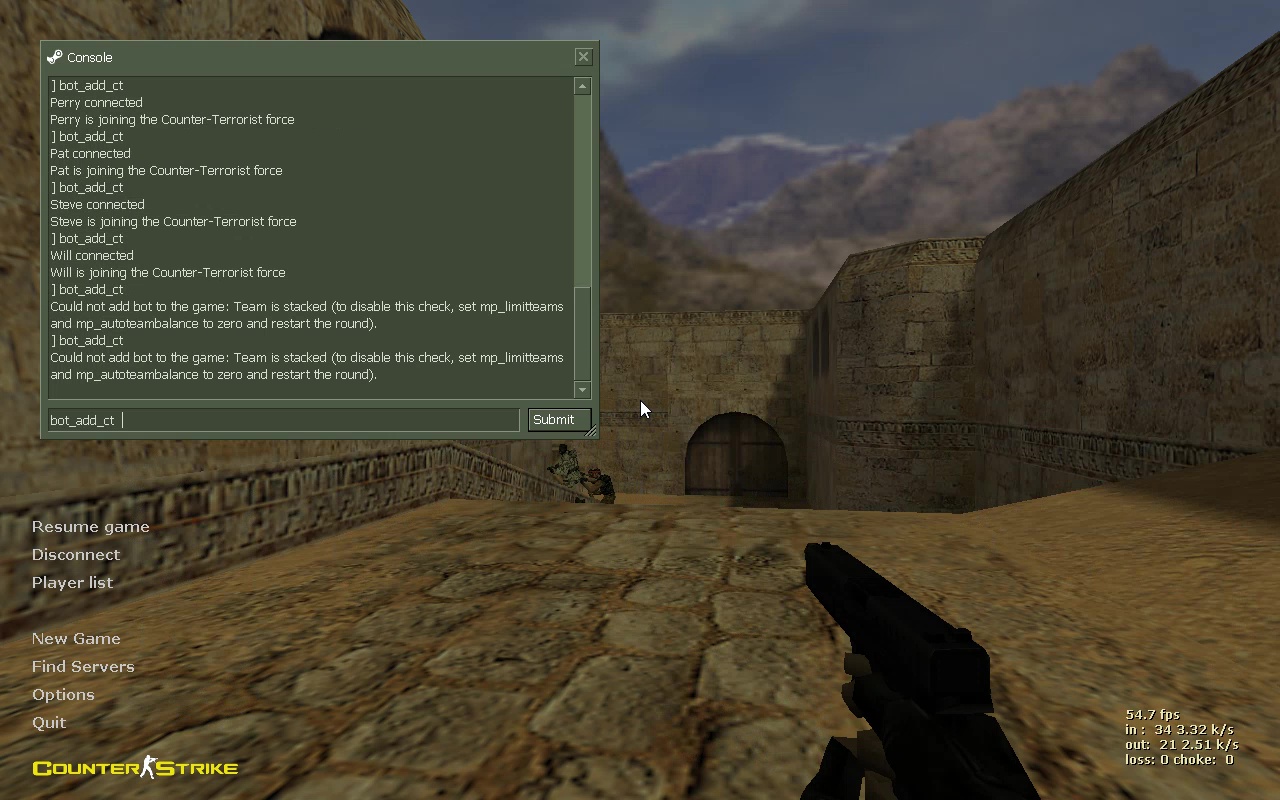 Console
] bot_add_ct
Perry connected
Perry is joining the Counter-Terrorist force
] bot_add_ct
Pat connected
Pat is joining the Counter-Terrorist force
] bot_add_ct
Steve connected
Steve is joining the Counter-Terrorist force
] bot_add_ct
Will connected
Will is joining the Counter-Terrorist force
] bot_add_ct
Could not add bot to the game: Team is stacked (to disable this check, set mp_limitteams
and mp_autoteambalance to zero and restart the round).
] bot_add_ct
Could not add bot to the game: Team is stacked (to disable this check, set mp_limitteams
and mp_autoteambalance to zero and restart the round).
bot_add_ct
Submit
Resume game
Disconnect
Player list
New Game
Find Servers
Options
Quit
COUNTER STRIKE
54.7 fps
in : 34 3.32 k/s
out: 21 2.51 k/s
loss: 0 choke: 0